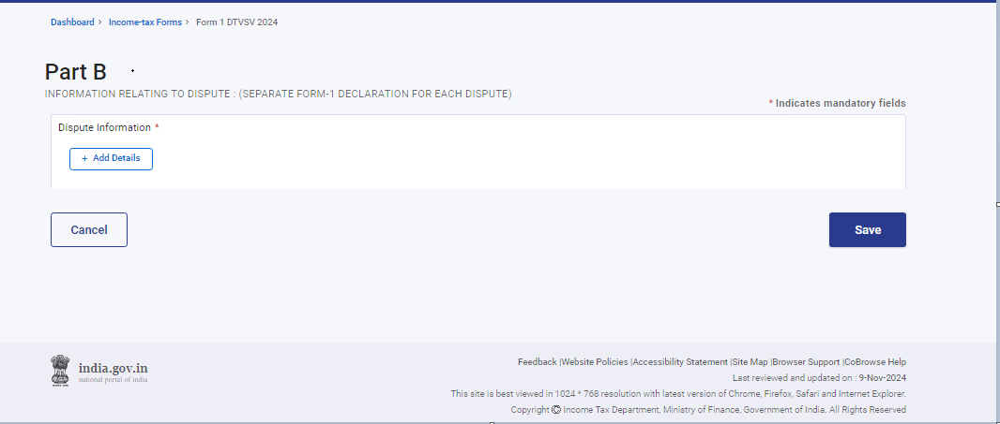 Dashboard > Income-tax Forms > Form 1 DTVSV 2024
Part B
INFORMATION RELATING TO DISPUTE : (SEPARATE FORM-1 DECLARATION FOR EACH DISPUTE)
* Indicates mandatory fields
Dispute Information *
+ Add Details
Cancel
Save
india.gov.in
national portal of india
Feedback |Website Policies |Accessibility Statement |Site Map |Browser Support |CoBrowse Help
Last reviewed and updated on : 9-Nov-2024
This site is best viewed in 1024 * 768 resolution with latest version of Chrome, Firefox, Safari and Internet Explorer.
Copyright © Income Tax Department, Ministry of Finance, Government of India. All Rights Reserved